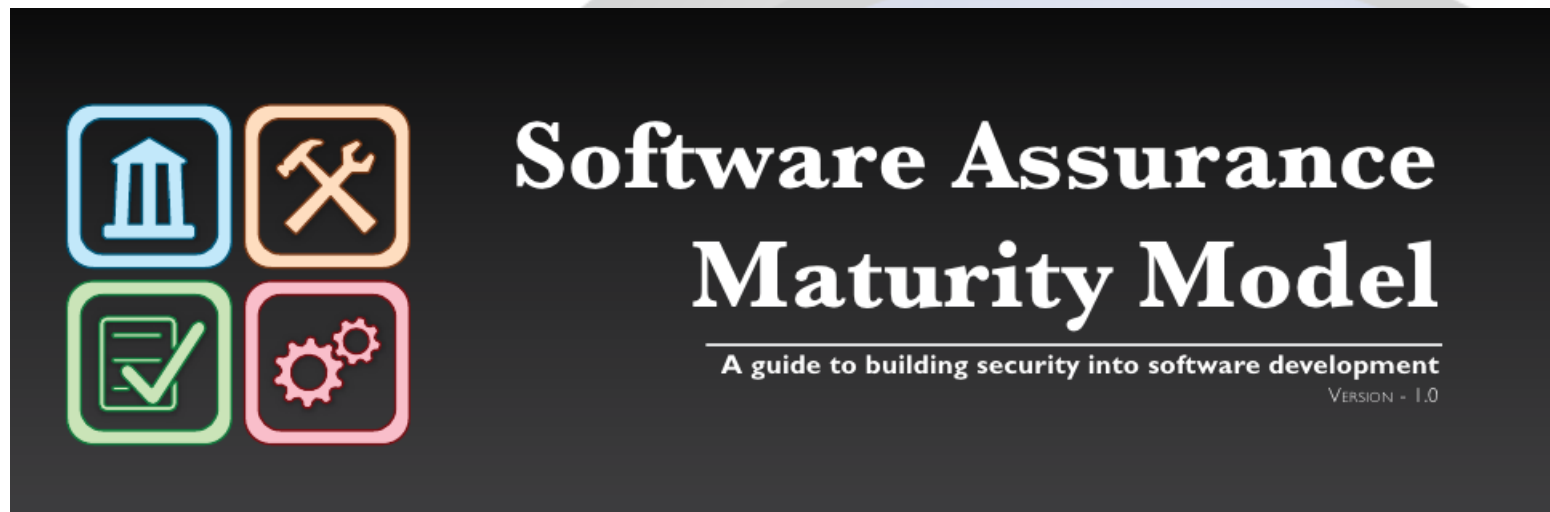 Software Assurance
Maturity Model
A guide to building security into software development
Version - 1.0